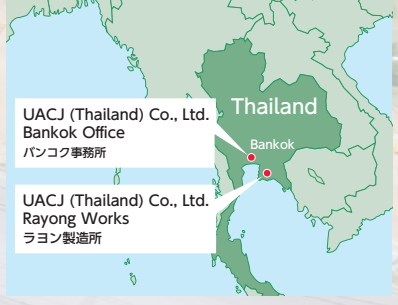 Thailand
UACJ (Thailand) Co., Ltd.
Bankok Office
バンコク事務所
Bankok
UACJ (Thailand) Co., Ltd.
Rayong Works
ラヨン製造所